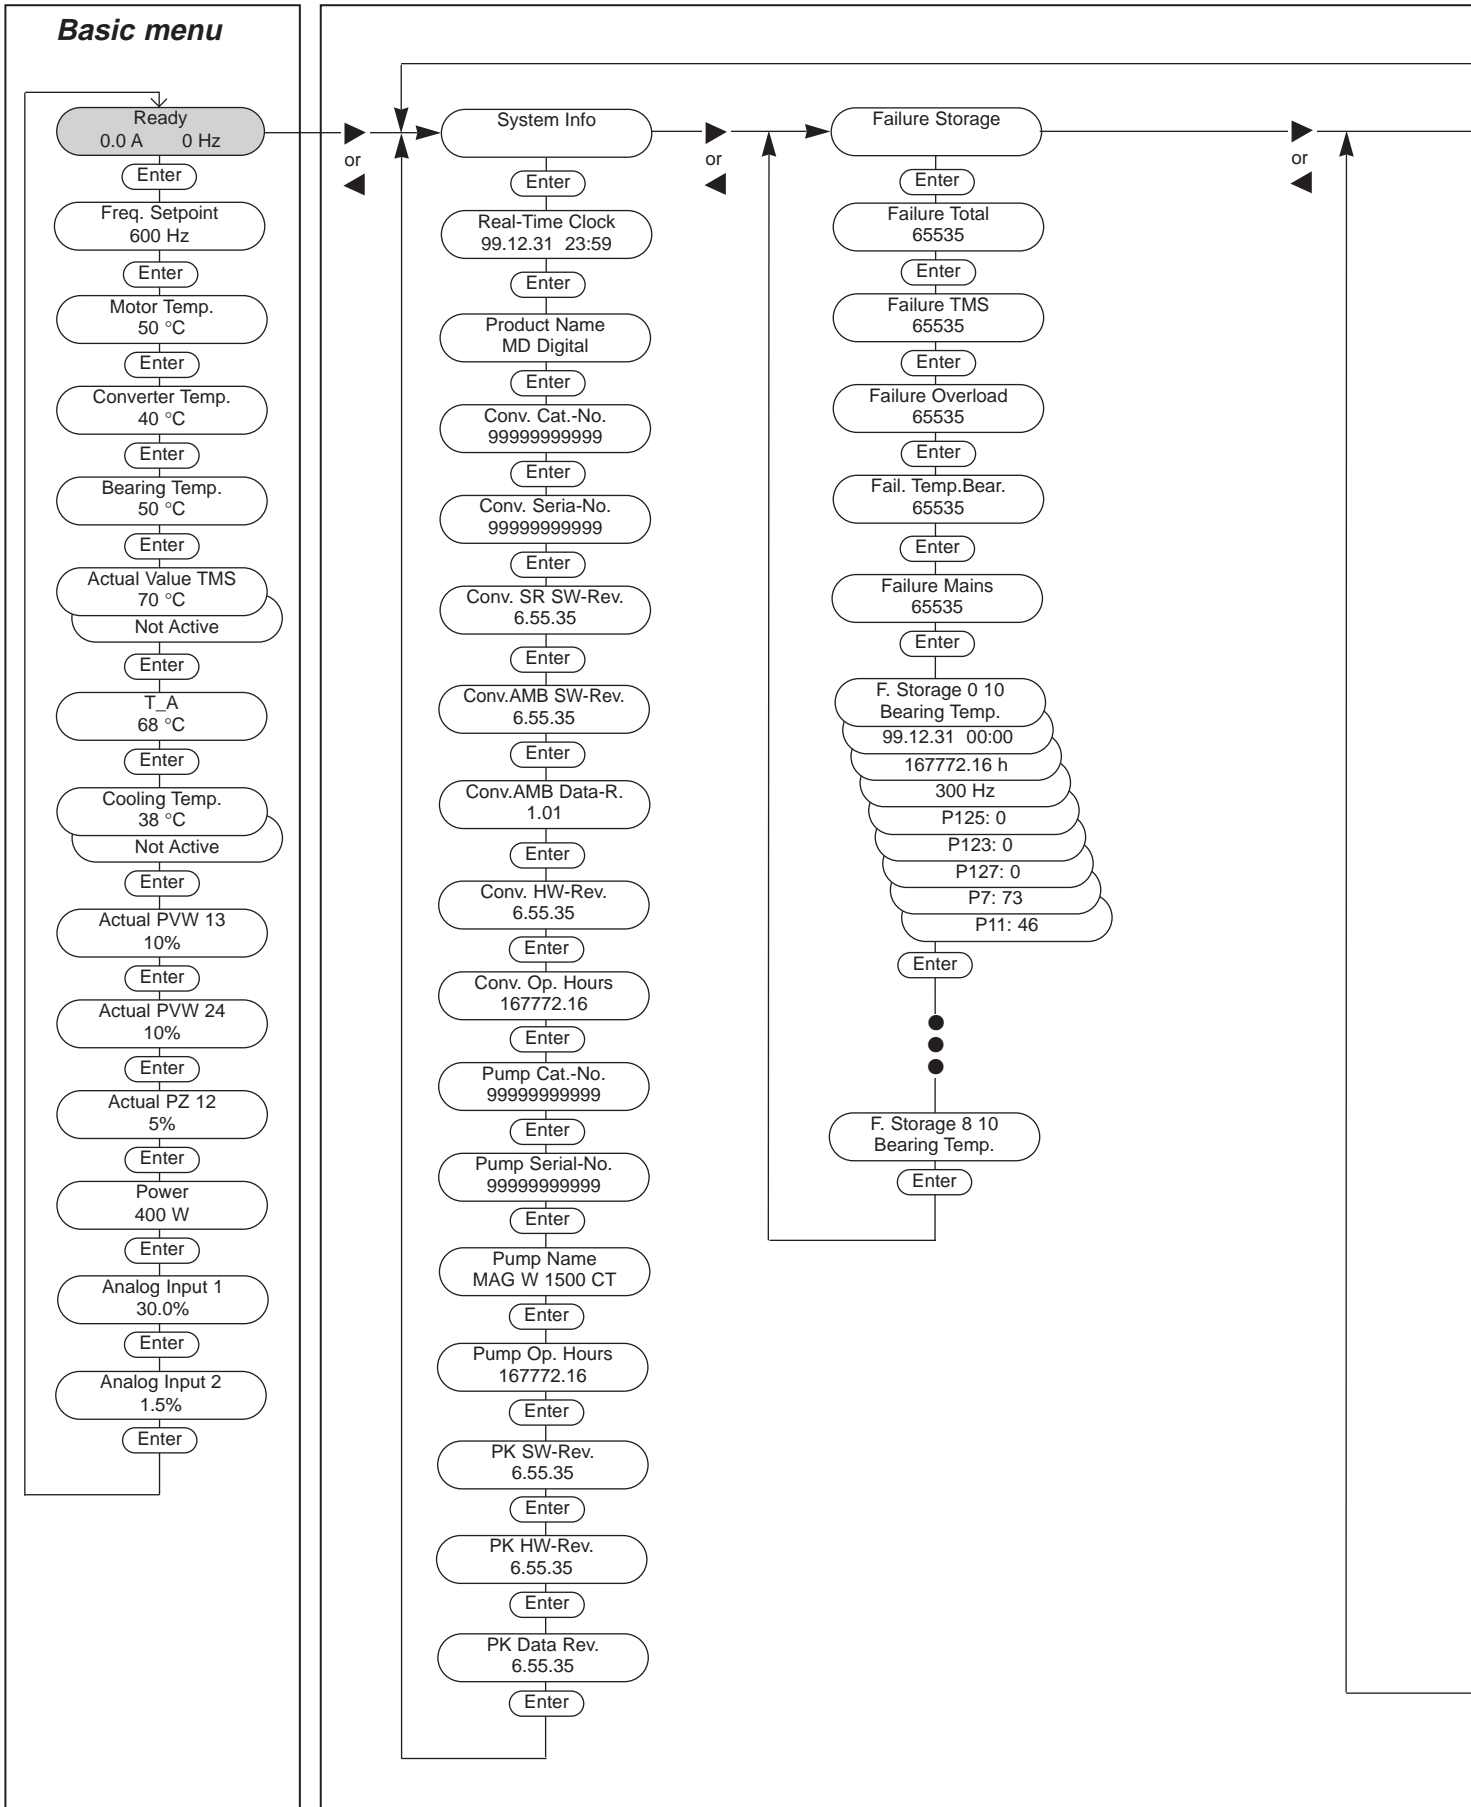 Basic menu
Ready
0.0 A 0 Hz
Enter
Freq. Setpoint
600 Hz
Enter
Motor Temp.
50 °C
Enter
Converter Temp.
40 °C
Enter
Bearing Temp.
50 °C
Enter
Actual Value TMS
70 °C
Not Active
Enter
T_A
68 °C
Enter
Cooling Temp.
38 °C
Not Active
Enter
Actual PVW 13
10%
Enter
Actual PVW 24
10%
Enter
Actual PZ 12
5%
Enter
Power
400 W
Enter
Analog Input 1
30.0%
Enter
Analog Input 2
1.5%
Enter
or
System Info
Enter
Real-Time Clock
99.12.31 23:59
Enter
Product Name
MD Digital
Enter
Conv. Cat.-No.
99999999999
Enter
Conv. Seria-No.
99999999999
Enter
Conv. SR SW-Rev.
6.55.35
Enter
Conv.AMB SW-Rev.
6.55.35
Enter
Conv.AMB Data-R.
1.01
Enter
Conv. HW-Rev.
6.55.35
Enter
Conv. Op. Hours
167772.16
Enter
Pump Cat.-No.
99999999999
Enter
Pump Serial-No.
99999999999
Enter
Pump Name
MAG W 1500 CT
Enter
Pump Op. Hours
167772.16
Enter
PK SW-Rev.
6.55.35
Enter
PK HW-Rev.
6.55.35
Enter
PK Data Rev.
6.55.35
Enter
or
Failure Storage
Enter
Failure Total
65535
Enter
Failure TMS
65535
Enter
Failure Overload
65535
Enter
Fail. Temp.Bear.
65535
Enter
Failure Mains
65535
Enter
F. Storage 0 10
Bearing Temp.
99.12.31 00:00
167772.16 h
300 Hz
P125: 0
P123: 0
P127: 0
P7: 73
P11: 46
Enter
F. Storage 8 10
Bearing Temp.
Enter
or